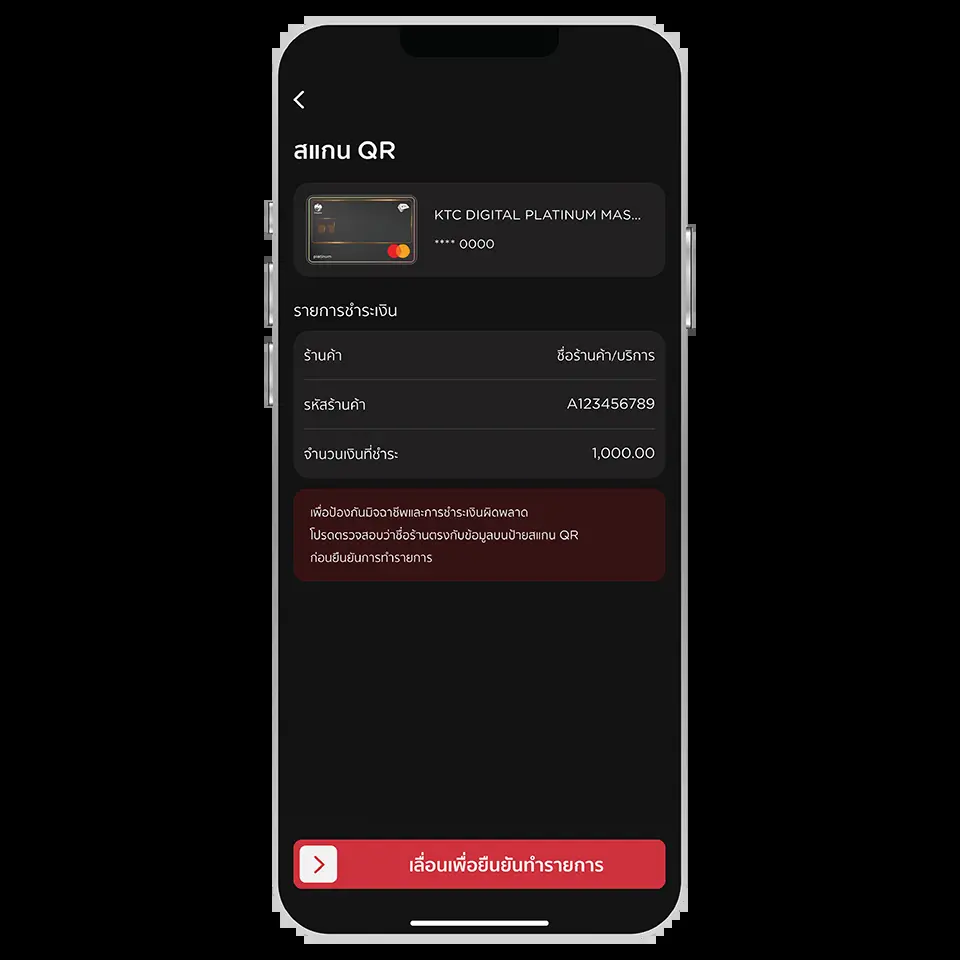 สแกน QR
platinum
KTC DIGITAL PLATINUM MAS...
**** 0000
รายการชำระเงิน
ร้านค้า ชื่อร้านค้า/บริการ
รหัสร้านค้า A123456789
จำนวนเงินที่ชำระ 1,000.00
เพื่อป้องกันมิจฉาชีพและการชำระเงินผิดพลาด
โปรดตรวจสอบว่าชื่อร้านตรงกับข้อมูลบนป้ายสแกน QR
ก่อนยืนยันการทำรายการ
เลื่อนเพื่อยืนยันทำรายการ